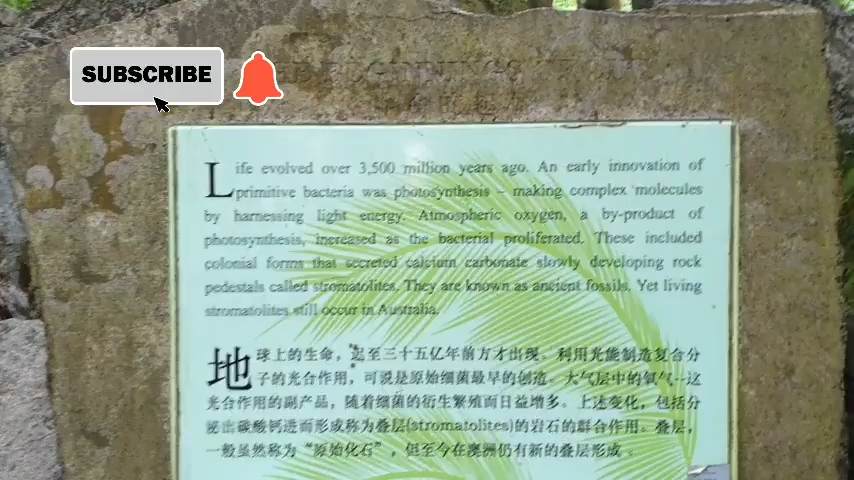 SUBSCRIBE
BEGINNINGS
Life evolved over 3,500 million years ago. An early innovation of
primitive bacteria was photosynthesis – making complex molecules
by harnessing light energy. Atmospheric oxygen, a by-product of
photosynthesis, increased as the bacterial proliferated. These included
colonial forms that secreted calcium carbonate slowly developing rock
pedestals called stromatolites. They are known as ancient fossils. Yet living
stromatolites still occur in Australia.
地球上的生命，起至三十五亿年前方才出现。利用光能制造复合分
子的光合作用，可说是原始细菌最早的创造。大气层中的氧气--这
光合作用的副产品，随着细菌的衍生繁殖而日益增多。上述变化，包括分
泌出碳酸钙进而形成称为叠层(stromatolites)的岩石的群合作用。叠层，
一般虽然称为“原始化石”，但至今在澳洲仍有新的叠层形成。